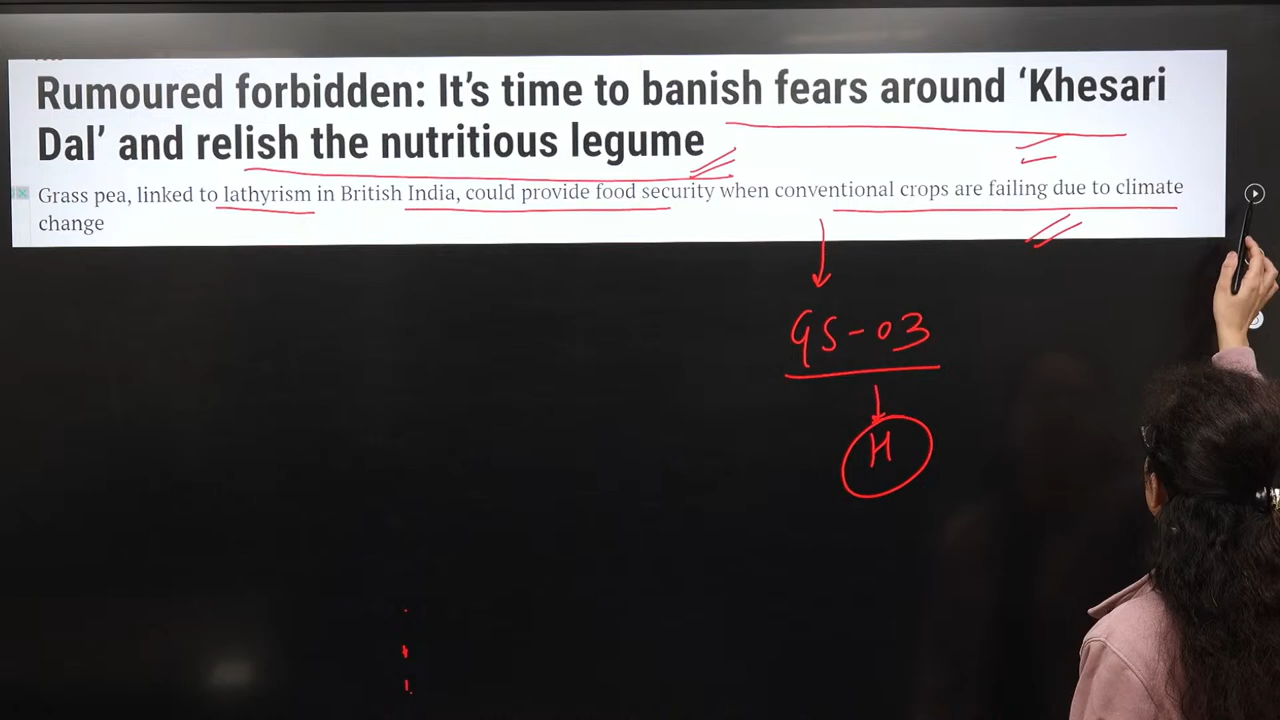 Rumoured forbidden: It's time to banish fears around 'Khesari
Dal' and relish the nutritious legume
Grass pea, linked to lathyrism in British India, could provide food security when conventional crops are failing due to climate
change
GS-03
H